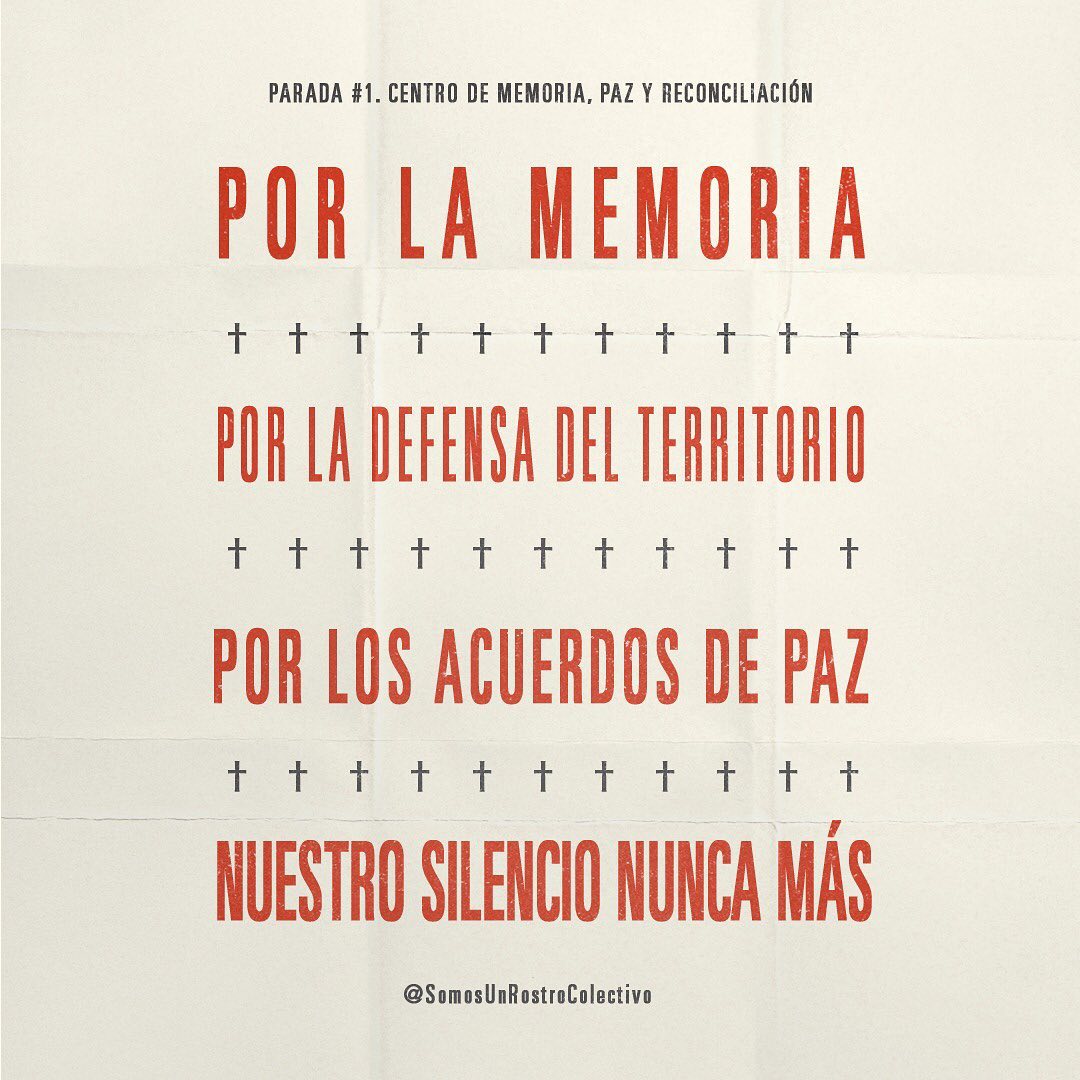 PARADA #1. CENTRO DE MEMORIA, PAZ Y RECONCILIACIÓN
POR LA MEMORIA
† † † † † † † † † † †
POR LA DEFENSA DEL TERRITORIO
† † † † † † † † † † †
POR LOS ACUERDOS DE PAZ
† † † † † † † † † † †
NUESTRO SILENCIO NUNCA MÁS
@SomosUnRostroColectivo